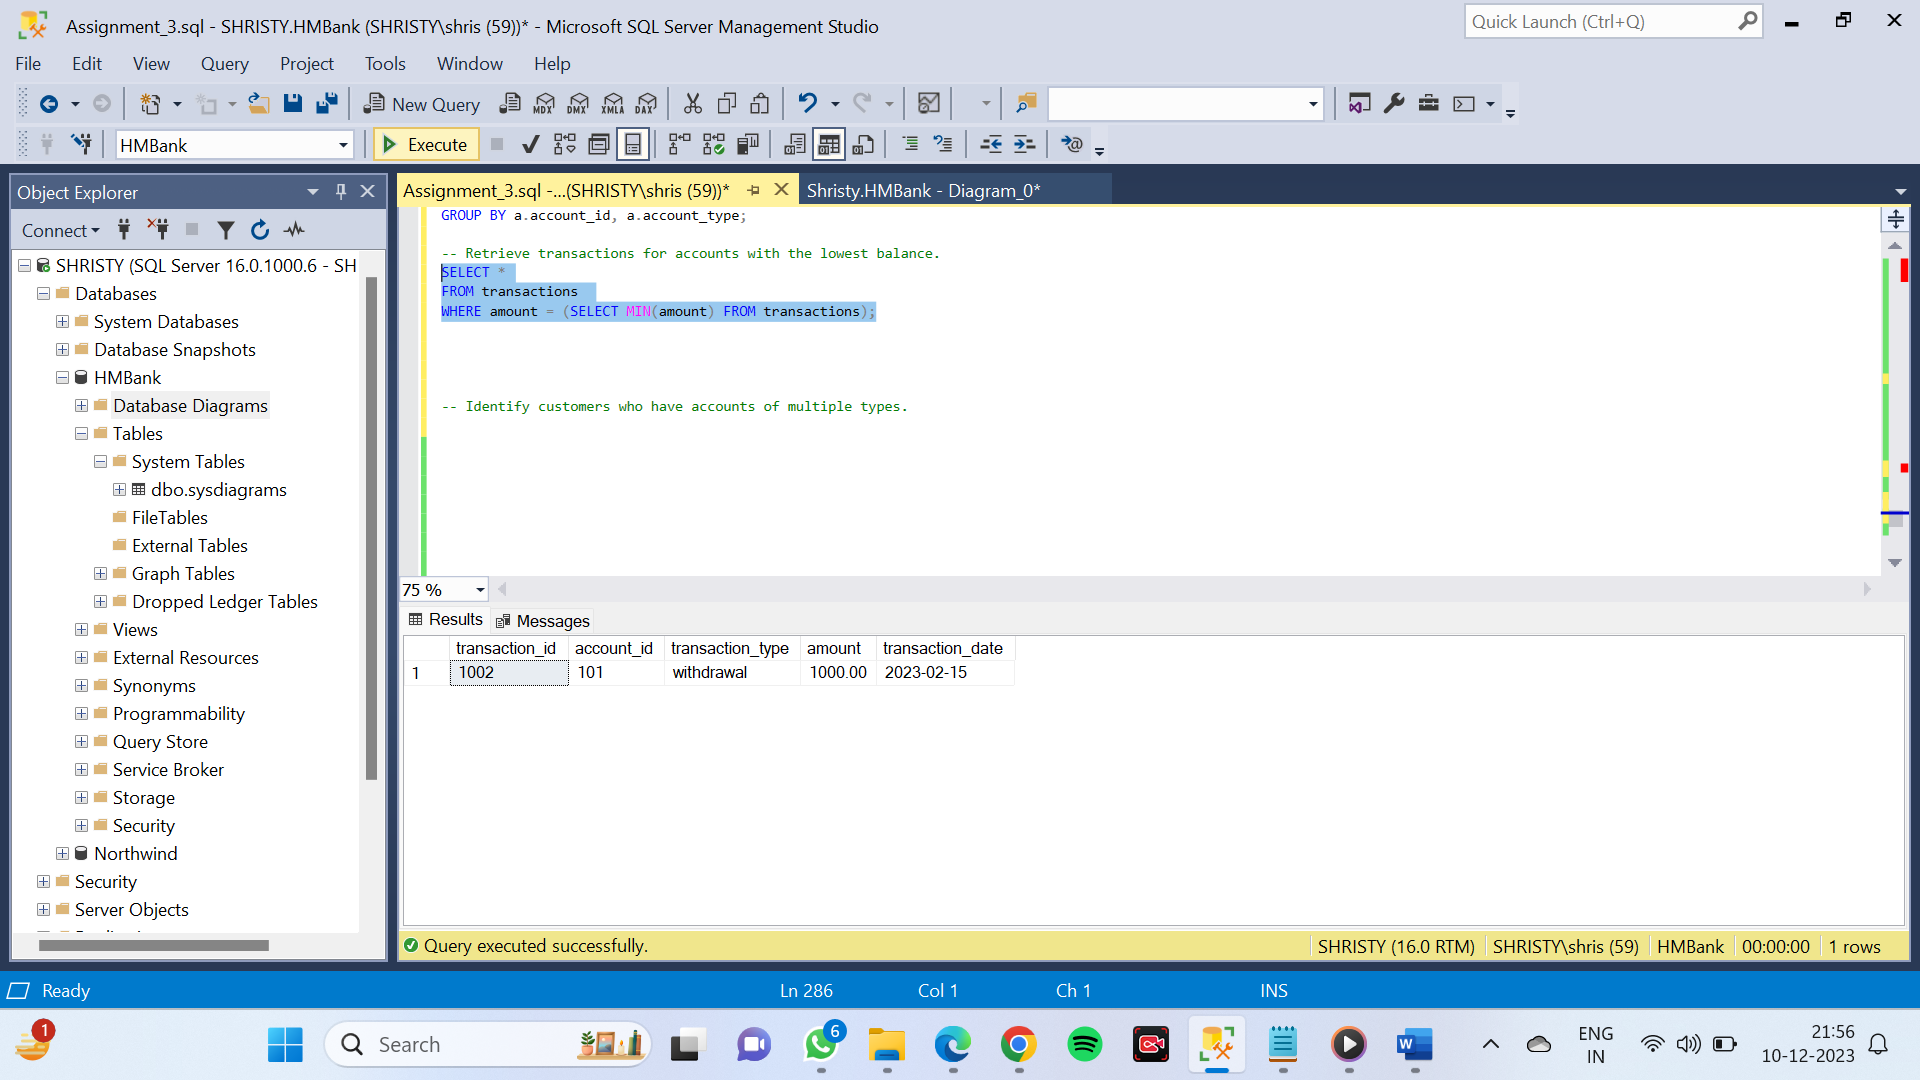 Assignment_3.sql - SHRISTY.HMBank (SHRISTY\shris (59))* - Microsoft SQL Server Management Studio
Quick Launch (Ctrl+Q)
File Edit View Query Project Tools Window Help
New Query
MDX DMX XMLA DAX
HMBank
Execute
Object Explorer
Connect
SHRISTY (SQL Server 16.0.1000.6 - SH
Databases
System Databases
Database Snapshots
HMBank
Database Diagrams
Tables
System Tables
dbo.sysdiagrams
FileTables
External Tables
Graph Tables
Dropped Ledger Tables
Views
External Resources
Synonyms
Programmability
Query Store
Service Broker
Storage
Security
Northwind
Security
Server Objects
Assignment_3.sql -...(SHRISTY\shris (59))*
Shristy.HMBank - Diagram_0*
GROUP BY a.account_id, a.account_type;
-- Retrieve transactions for accounts with the lowest balance.
SELECT *
FROM transactions
WHERE amount = (SELECT MIN(amount) FROM transactions);
-- Identify customers who have accounts of multiple types.
75 %
Results Messages
transaction_id account_id transaction_type amount transaction_date
1 1002 101 withdrawal 1000.00 2023-02-15
Query executed successfully.
SHRISTY (16.0 RTM) SHRISTY\shris (59) HMBank 00:00:00 1 rows
Ready
Ln 286 Col 1 Ch 1 INS
1
Search
6
W
ENG
IN
21:56
10-12-2023